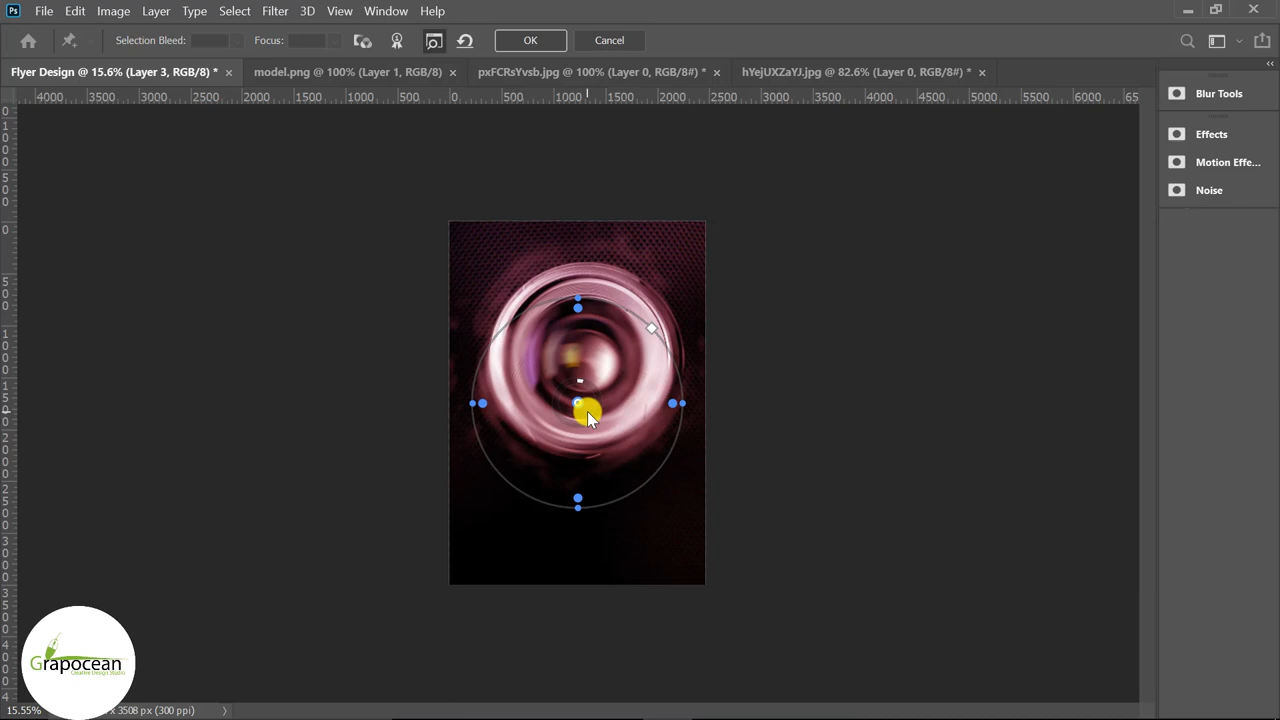 Ps File Edit Image Layer Type Select Filter 3D View Window Help
Selection Bleed: Focus: OK Cancel
Flyer Design @ 15.6% (Layer 3, RGB/8) * model.png @ 100% (Layer 1, RGB/8) pxFCRsYvsb.jpg @ 100% (Layer 0, RGB/8#) * hYejUXZaYJ.jpg @ 82.6% (Layer 0, RGB/8#) *
4000 3500 3000 2500 2000 1500 1000 500 0 500 1000 1500 2000 2500 3000 3500 4000 4500 5000 5500 6000 65
Blur Tools
Effects
Motion Effe...
Noise
Grapocean
Creative Design Studio
15.55% x 3508 px (300 ppi)